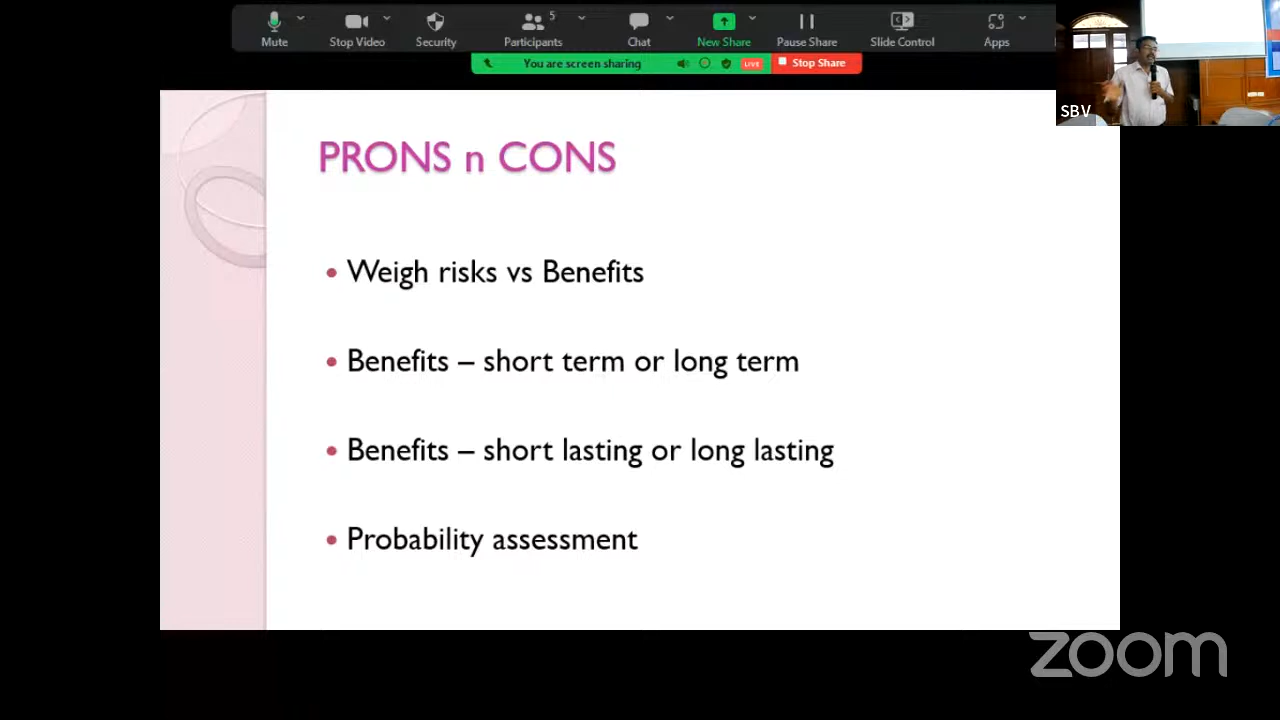 Mute
Stop Video
Security
Participants
5
Chat
New Share
Pause Share
Slide Control
Apps
You are screen sharing
LIVE
Stop Share
SBV
PRONS n CONS
• Weigh risks vs Benefits
• Benefits – short term or long term
• Benefits – short lasting or long lasting
• Probability assessment
zoom